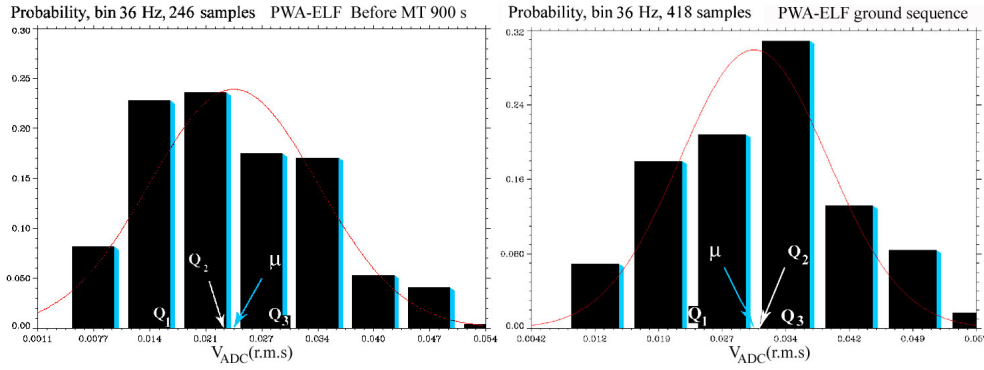 Probability, bin 36 Hz, 246 samples PWA-ELF Before MT 900 s
0.30
0.25
0.20
0.15
0.10
0.050
0.00
Q2
μ
Q1
Q3
0.0011 0.0077 0.014 0.021 0.027 0.034 0.040 0.047 0.054
VADC(r.m.s)
Probability, bin 36 Hz, 418 samples PWA-ELF ground sequence
0.32
0.24
0.16
0.080
0.00
μ
Q2
Q1
Q3
0.0042 0.012 0.019 0.027 0.034 0.042 0.049
VADC(r.m.s)